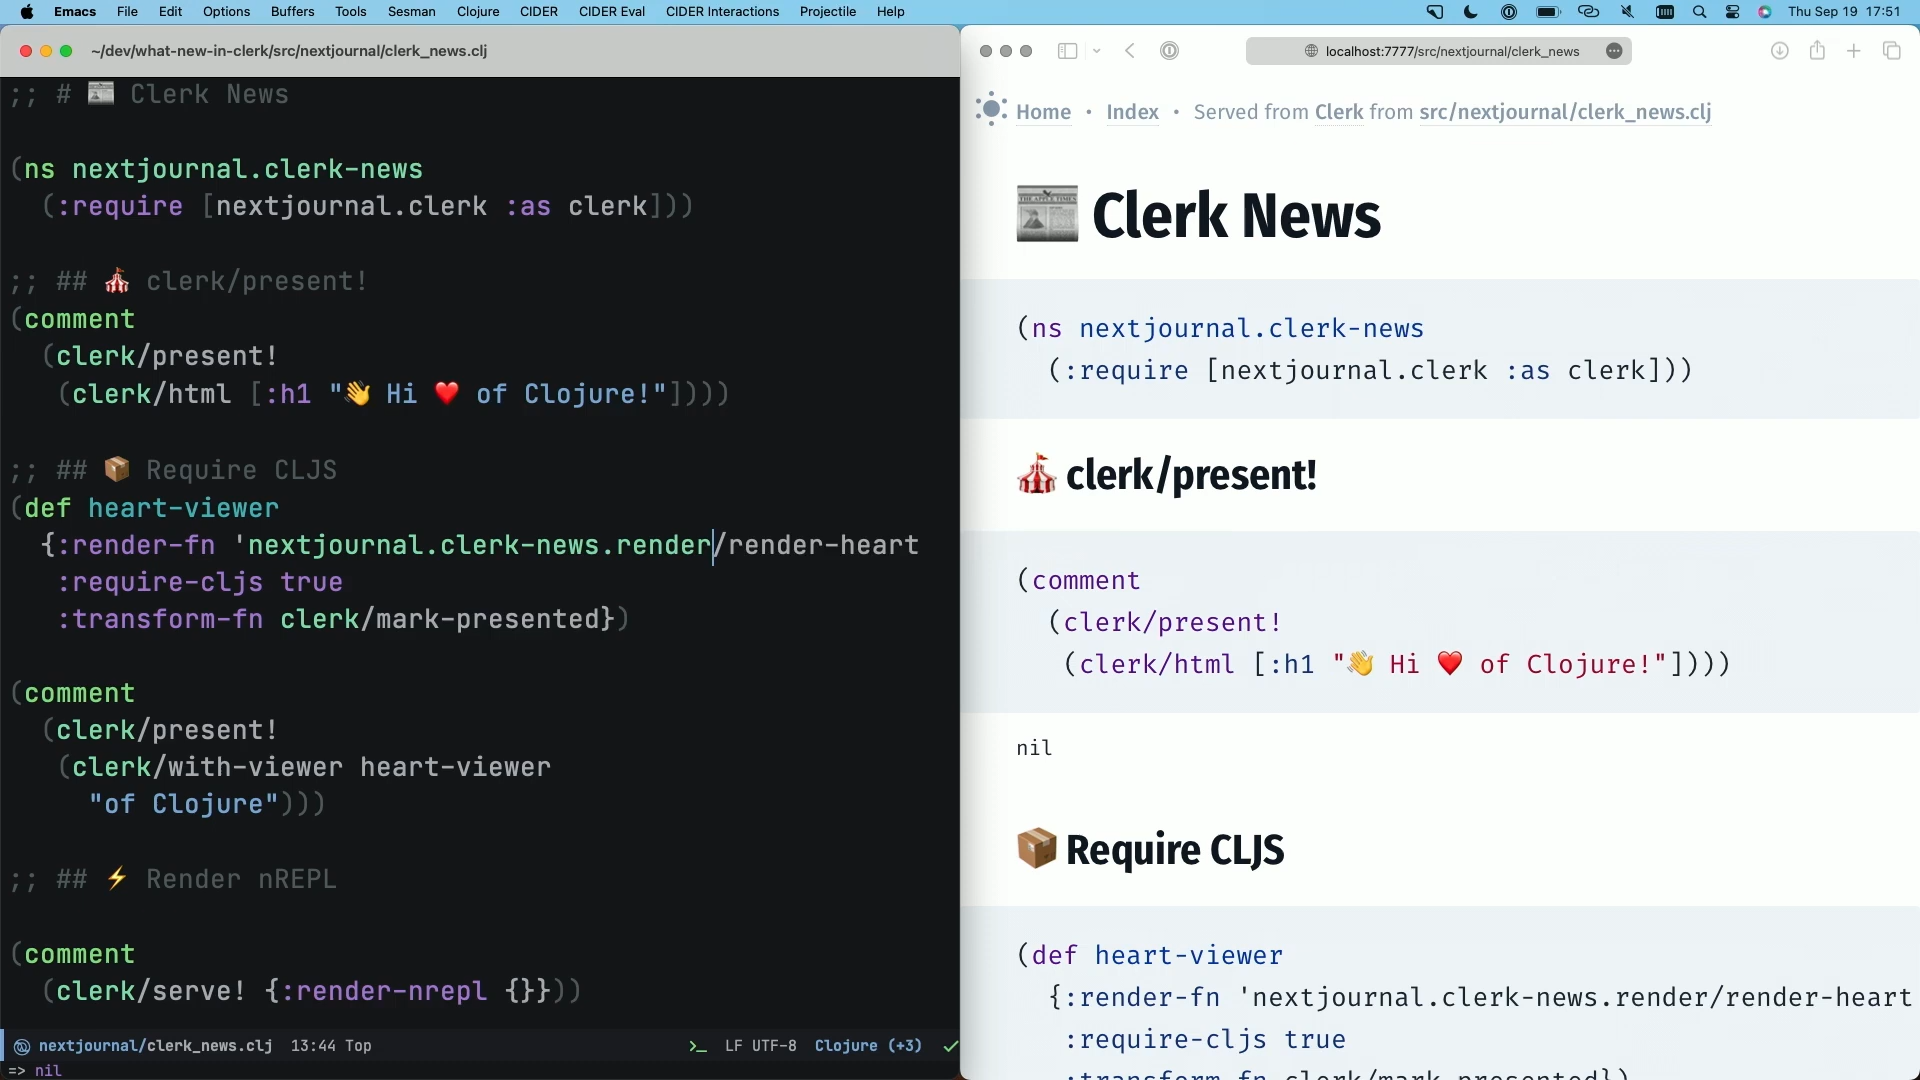 Emacs File Edit Options Buffers Tools Sesman Clojure CIDER CIDER Eval CIDER Interactions Projectile Help Thu Sep 19 17:51
~/dev/what-new-in-clerk/src/nextjournal/clerk_news.clj
;; # 📰 Clerk News
(ns nextjournal.clerk-news
(:require [nextjournal.clerk :as clerk]))
;; ## 🎪 clerk/present!
(comment
(clerk/present!
(clerk/html [:h1 "👋 Hi ❤️ of Clojure!"])))
;; ## 📦 Require CLJS
(def heart-viewer
{:render-fn 'nextjournal.clerk-news.render/render-heart
:require-cljs true
:transform-fn clerk/mark-presented})
(comment
(clerk/present!
(clerk/with-viewer heart-viewer
"of Clojure")))
;; ## ⚡ Render nREPL
(comment
(clerk/serve! {:render-nrepl {}}))
nextjournal/clerk_news.clj 13:44 Top LF UTF-8 Clojure (+3)
=> nil
localhost:7777/src/nextjournal/clerk_news
Home • Index • Served from Clerk from src/nextjournal/clerk_news.clj
📰 Clerk News
(ns nextjournal.clerk-news
(:require [nextjournal.clerk :as clerk]))
🎪 clerk/present!
(comment
(clerk/present!
(clerk/html [:h1 "👋 Hi ❤️ of Clojure!"])))
nil
📦 Require CLJS
(def heart-viewer
{:render-fn 'nextjournal.clerk-news.render/render-heart
:require-cljs true
:transform-fn clerk/mark-presented})